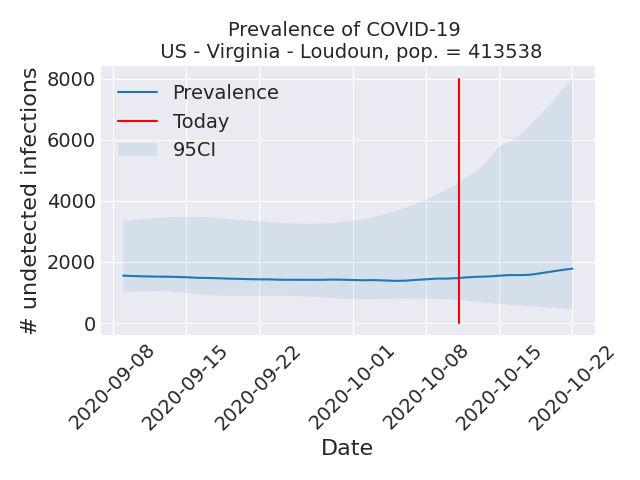 Prevalence of COVID-19
US - Virginia - Loudoun, pop. = 413538
# undetected infections
8000
6000
4000
2000
0
Prevalence
Today
95CI
2020-09-08
2020-09-15
2020-09-22
2020-10-01
2020-10-08
2020-10-15
2020-10-22
Date